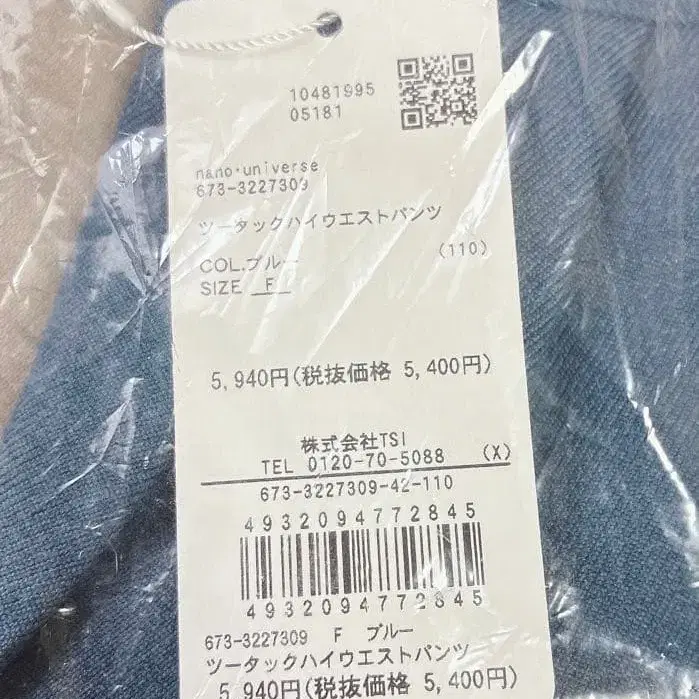 10481995
05181
nano・universe
673-3227309
ツータックハイウエストパンツ
COL.ブルー (110)
SIZE F
5,940円(税抜価格 5,400円)
株式会社TSI
TEL 0120-70-5088 (X)
673-3227309-42-110
4932094772845
4932094772845
673-3227309 F ブルー
ツータックハイウエストパンツ
5,940円(税抜価格 5,400円)